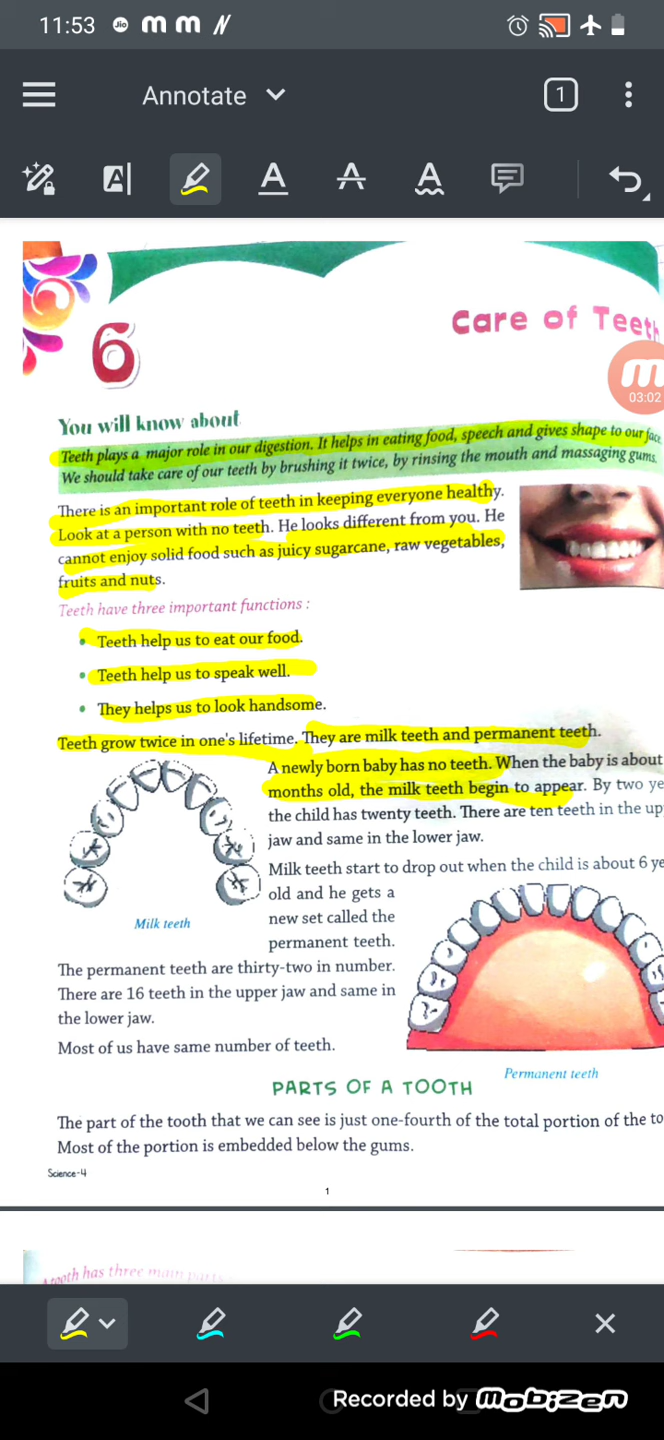 11:53 Jio
Annotate 1
6
Care of Teeth
03:02
You will know about
Teeth plays a major role in our digestion. It helps in eating food, speech and gives shape to our face.
We should take care of our teeth by brushing it twice, by rinsing the mouth and massaging gums.
There is an important role of teeth in keeping everyone healthy.
Look at a person with no teeth. He looks different from you. He
cannot enjoy solid food such as juicy sugarcane, raw vegetables,
fruits and nuts.
Teeth have three important functions :
• Teeth help us to eat our food.
• Teeth help us to speak well.
• They helps us to look handsome.
Teeth grow twice in one's lifetime. They are milk teeth and permanent teeth.
A newly born baby has no teeth. When the baby is about
months old, the milk teeth begin to appear. By two ye
the child has twenty teeth. There are ten teeth in the up
jaw and same in the lower jaw.
Milk teeth
Milk teeth start to drop out when the child is about 6 ye
old and he gets a
new set called the
permanent teeth.
The permanent teeth are thirty-two in number.
There are 16 teeth in the upper jaw and same in
the lower jaw.
Most of us have same number of teeth.
Permanent teeth
PARTS OF A TOOTH
The part of the tooth that we can see is just one-fourth of the total portion of the to
Most of the portion is embedded below the gums.
Science-4
1
tooth has three main parts
Recorded by mobizen